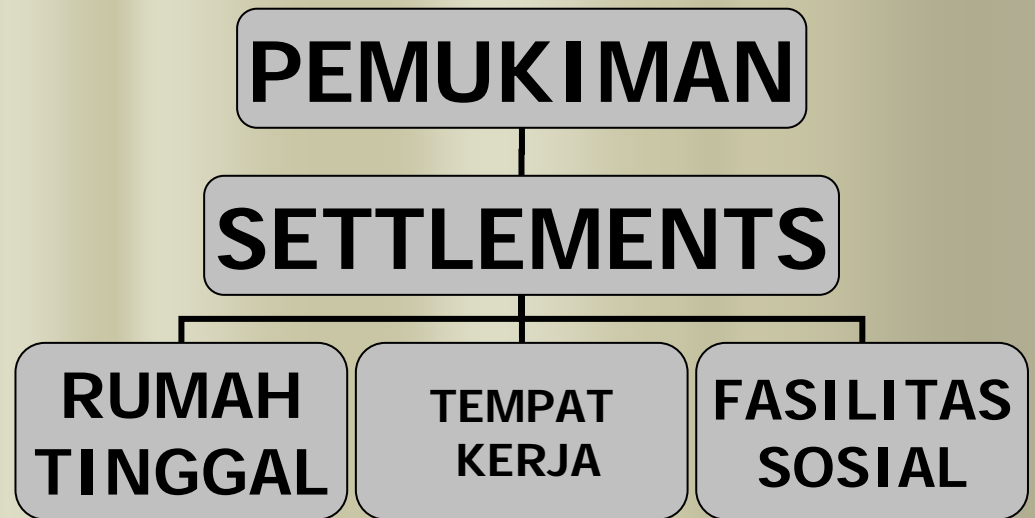 PEMUKIMAN
SETTLEMENTS
RUMAH
TINGGAL
TEMPAT
KERJA
FASILITAS
SOSIAL